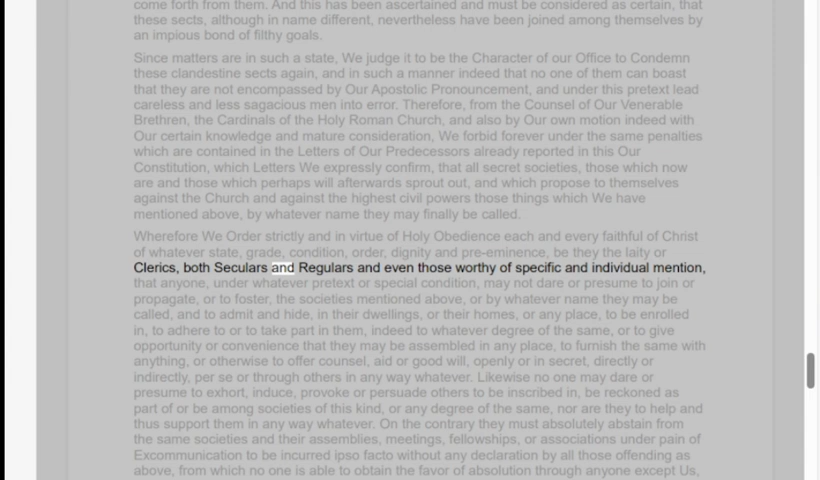 come forth from them. And this has been ascertained and must be considered as certain, that
these sects, although in name different, nevertheless have been joined among themselves by
an impious bond of filthy goals.
Since matters are in such a state, We judge it to be the Character of our Office to Condemn
these clandestine sects again, and in such a manner indeed that no one of them can boast
that they are not encompassed by Our Apostolic Pronouncement, and under this pretext lead
careless and less sagacious men into error. Therefore, from the Counsel of Our Venerable
Brethren, the Cardinals of the Holy Roman Church, and also by Our own motion indeed with
Our certain knowledge and mature consideration, We forbid forever under the same penalties
which are contained in the Letters of Our Predecessors already reported in this Our
Constitution, which Letters We expressly confirm, that all secret societies, those which now
are and those which perhaps will afterwards sprout out, and which propose to themselves
against the Church and against the highest civil powers those things which We have
mentioned above, by whatever name they may finally be called.
Wherefore We Order strictly and in virtue of Holy Obedience each and every faithful of Christ
of whatever state, grade, condition, order, dignity and pre-eminence, be they the laity or
Clerics, both Seculars and Regulars and even those worthy of specific and individual mention,
that anyone, under whatever pretext or special condition, may not dare or presume to join or
propagate, or to foster, the societies mentioned above, or by whatever name they may be
called, and to admit and hide, in their dwellings, or their homes, or any place, to be enrolled
in, to adhere to or to take part in them, indeed to whatever degree of the same, or to give
opportunity or convenience that they may be assembled in any place, to furnish the same with
anything, or otherwise to offer counsel, aid or good will, openly or in secret, directly or
indirectly, per se or through others in any way whatever. Likewise no one may dare or
presume to exhort, induce, provoke or persuade others to be inscribed in, be reckoned as
part of or be among societies of this kind, or any degree of the same, nor are they to help and
thus support them in any way whatever. On the contrary they must absolutely abstain from
the same societies and their assemblies, meetings, fellowships, or associations under pain of
Excommunication to be incurred ipso facto without any declaration by all those offending as
above, from which no one is able to obtain the favor of absolution through anyone except Us,